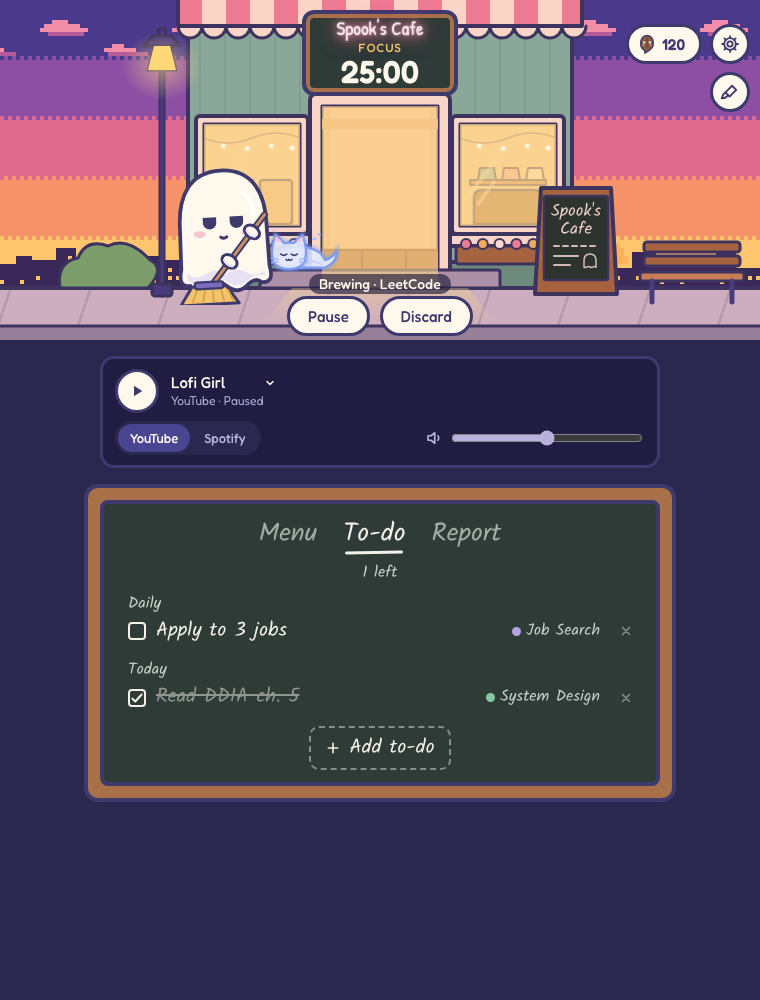 Spook's Cafe
FOCUS
25:00
120
Spook's
Cafe
Brewing · LeetCode
Pause
Discard
Lofi Girl
YouTube · Paused
YouTube
Spotify
Menu
To-do
Report
1 left
Daily
Apply to 3 jobs
Job Search
Today
Read DDIA ch. 5
System Design
+ Add to-do